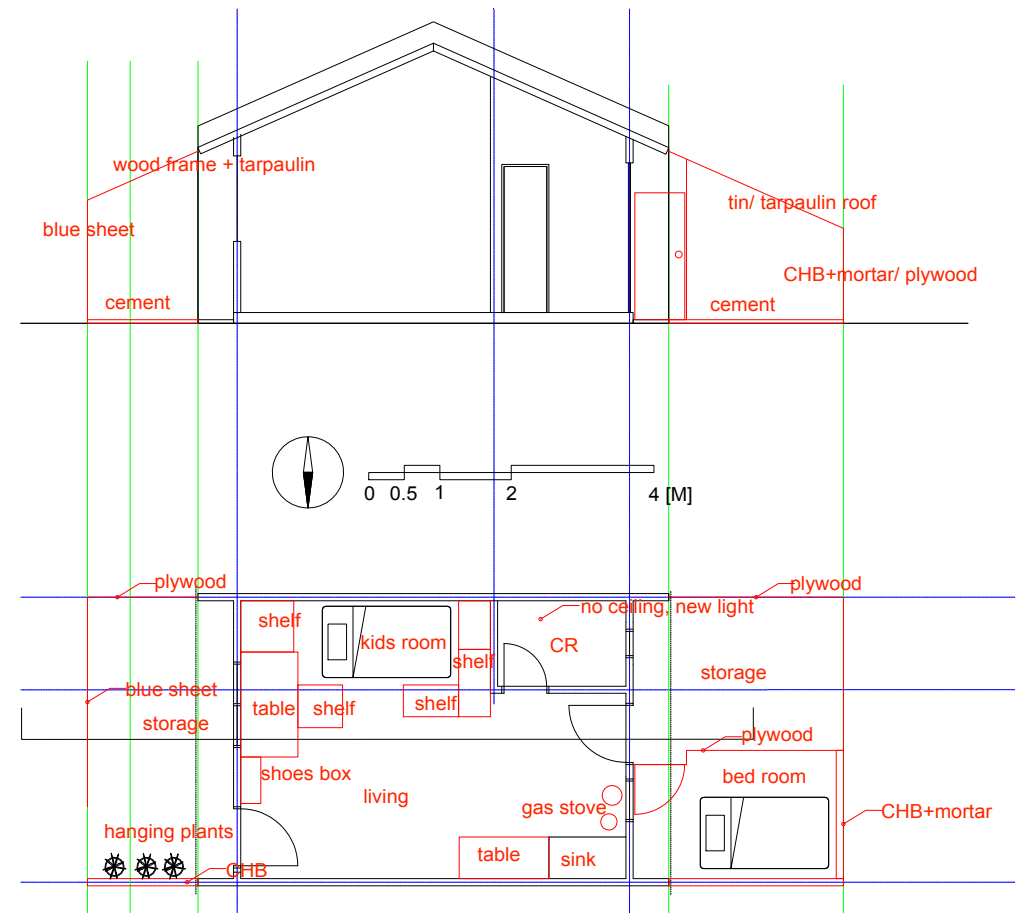 wood frame + tarpaulin
tin/ tarpaulin roof
blue sheet
CHB+mortar/ plywood
cement
cement
0 0.5 1 2 4 [M]
plywood
plywood
no ceiling, new light
shelf
kids room
CR
shelf
storage
blue sheet
table
shelf
shelf
storage
plywood
shoes box
bed room
living
gas stove
CHB+mortar
hanging plants
table
sink
CHB